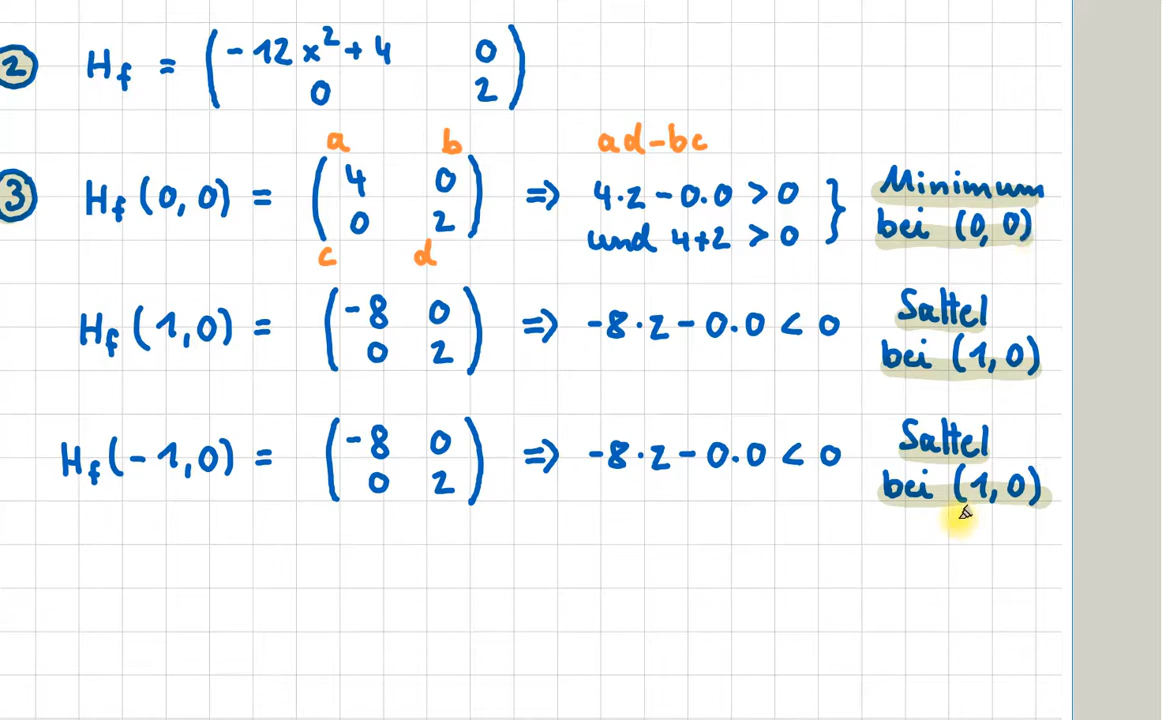 2 H_f = ( -12x² + 4 0
0 2 )
a b ad-bc
3 H_f(0,0) = ( 4 0 ⇒ 4·2 - 0·0 > 0 } Minimum
0 2 ) und 4+2 > 0 bei (0,0)
c d
H_f(1,0) = ( -8 0 ⇒ -8·2 - 0·0 < 0 Sattel
0 2 ) bei (1,0)
H_f(-1,0) = ( -8 0 ⇒ -8·2 - 0·0 < 0 Sattel
0 2 ) bei (1,0)